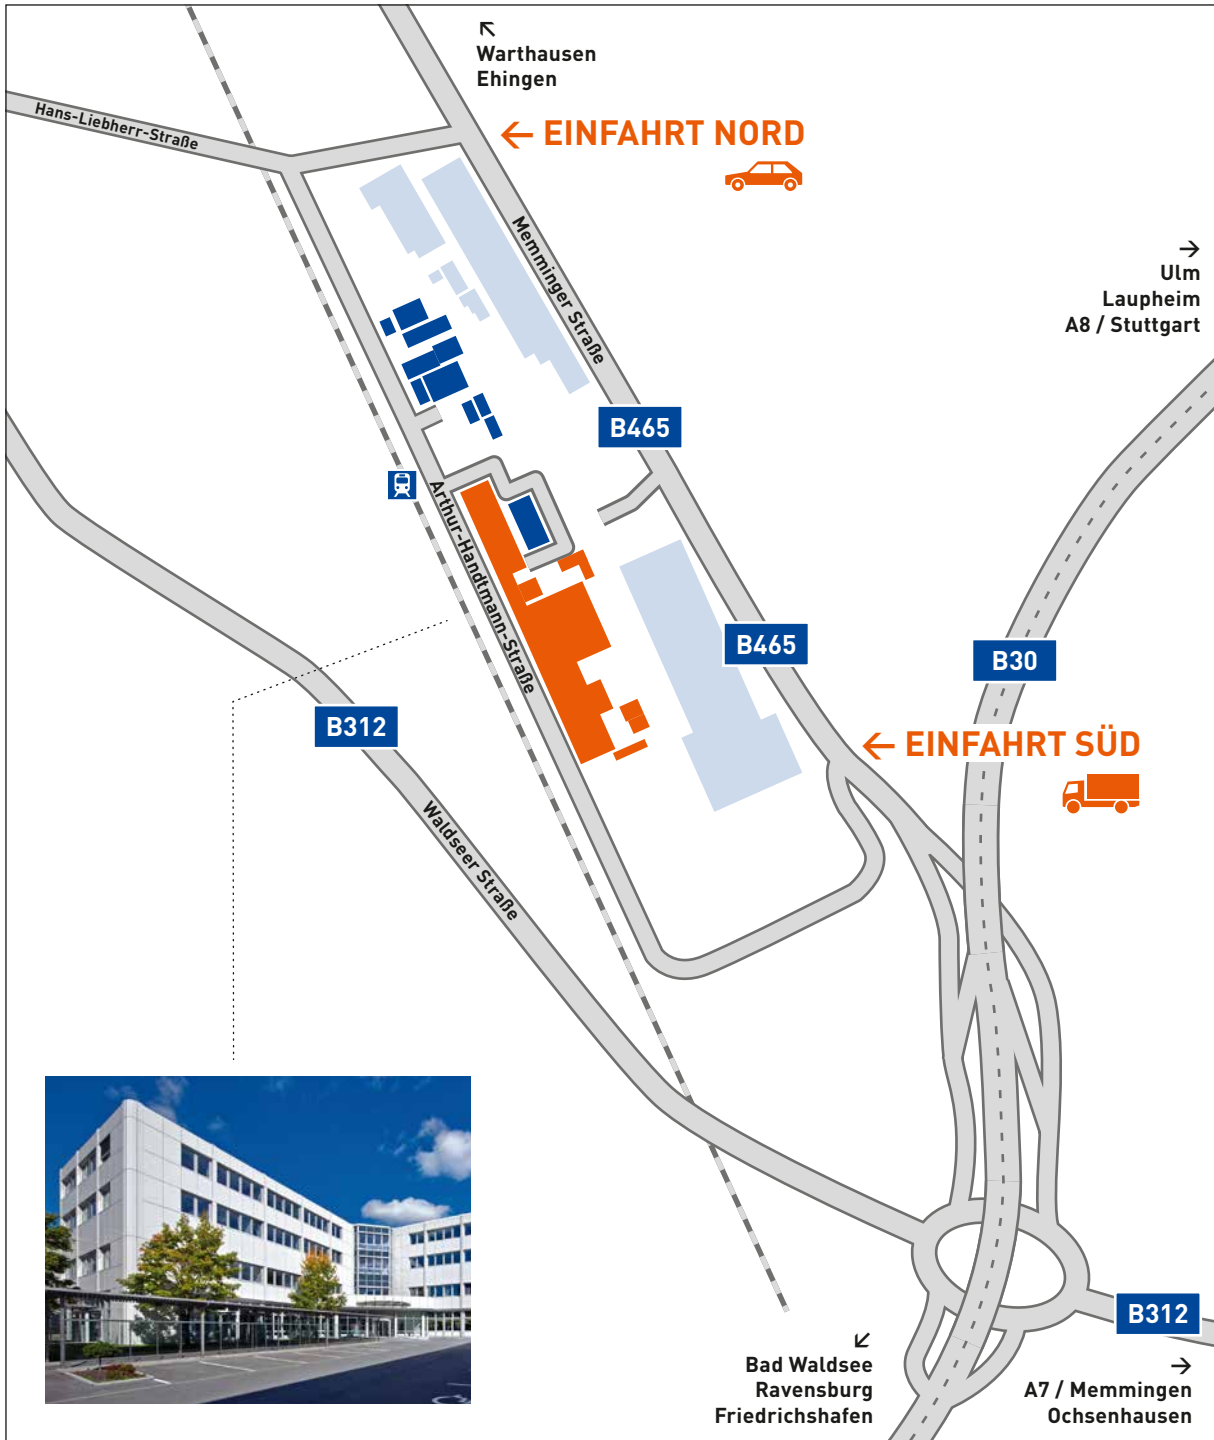 Warthausen
Ehingen
Hans-Liebherr-Straße
← EINFAHRT NORD
Memminger Straße
Ulm
Laupheim
A8 / Stuttgart
B465
Arthur-Handtmann-Straße
B465
B30
B312
← EINFAHRT SÜD
Waldseer Straße
B312
Bad Waldsee
Ravensburg
Friedrichshafen
A7 / Memmingen
Ochsenhausen